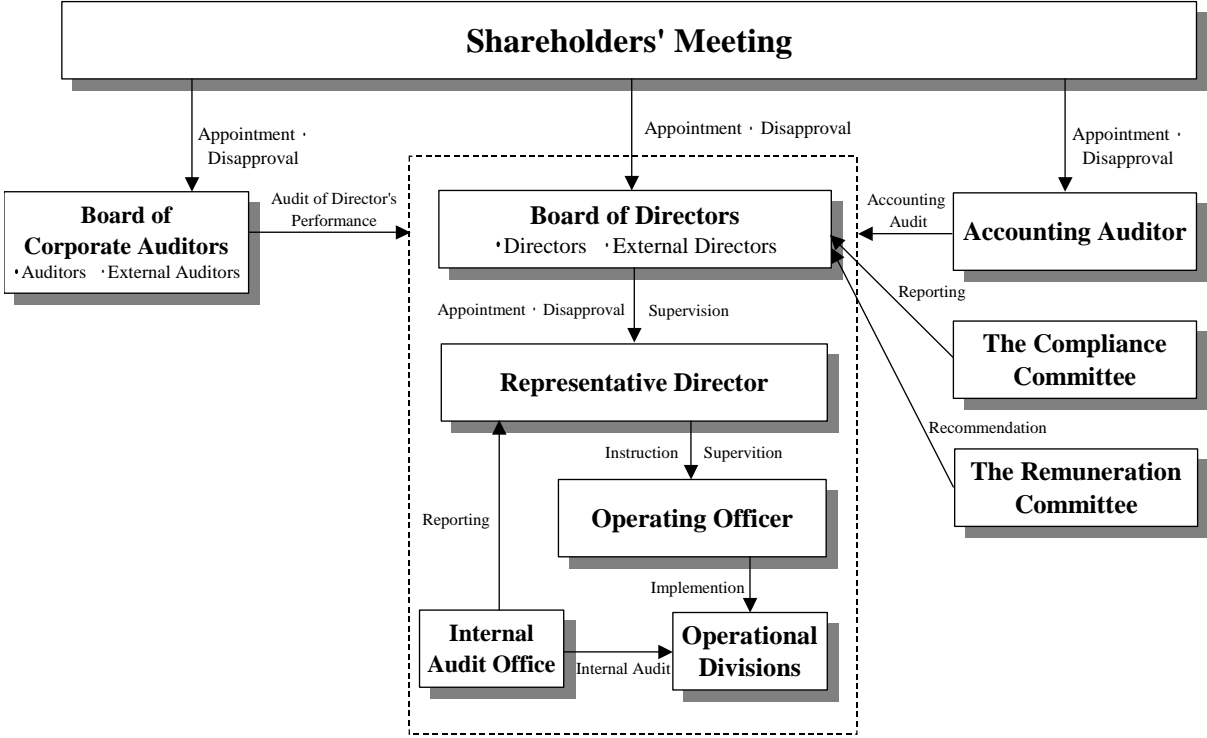 Shareholders' Meeting
Appointment・
Disapproval
Appointment・Disapproval
Appointment・
Disapproval
Board of
Corporate Auditors
・Auditors ・External Auditors
Audit of Director's
Performance
Board of Directors
・Directors ・External Directors
Accounting
Audit
Accounting Auditor
Reporting
Appointment・Disapproval
Supervision
The Compliance
Committee
Representative Director
Recommendation
Instruction
Supervition
The Remuneration
Committee
Operating Officer
Reporting
Implemention
Internal
Audit Office
Internal Audit
Operational
Divisions